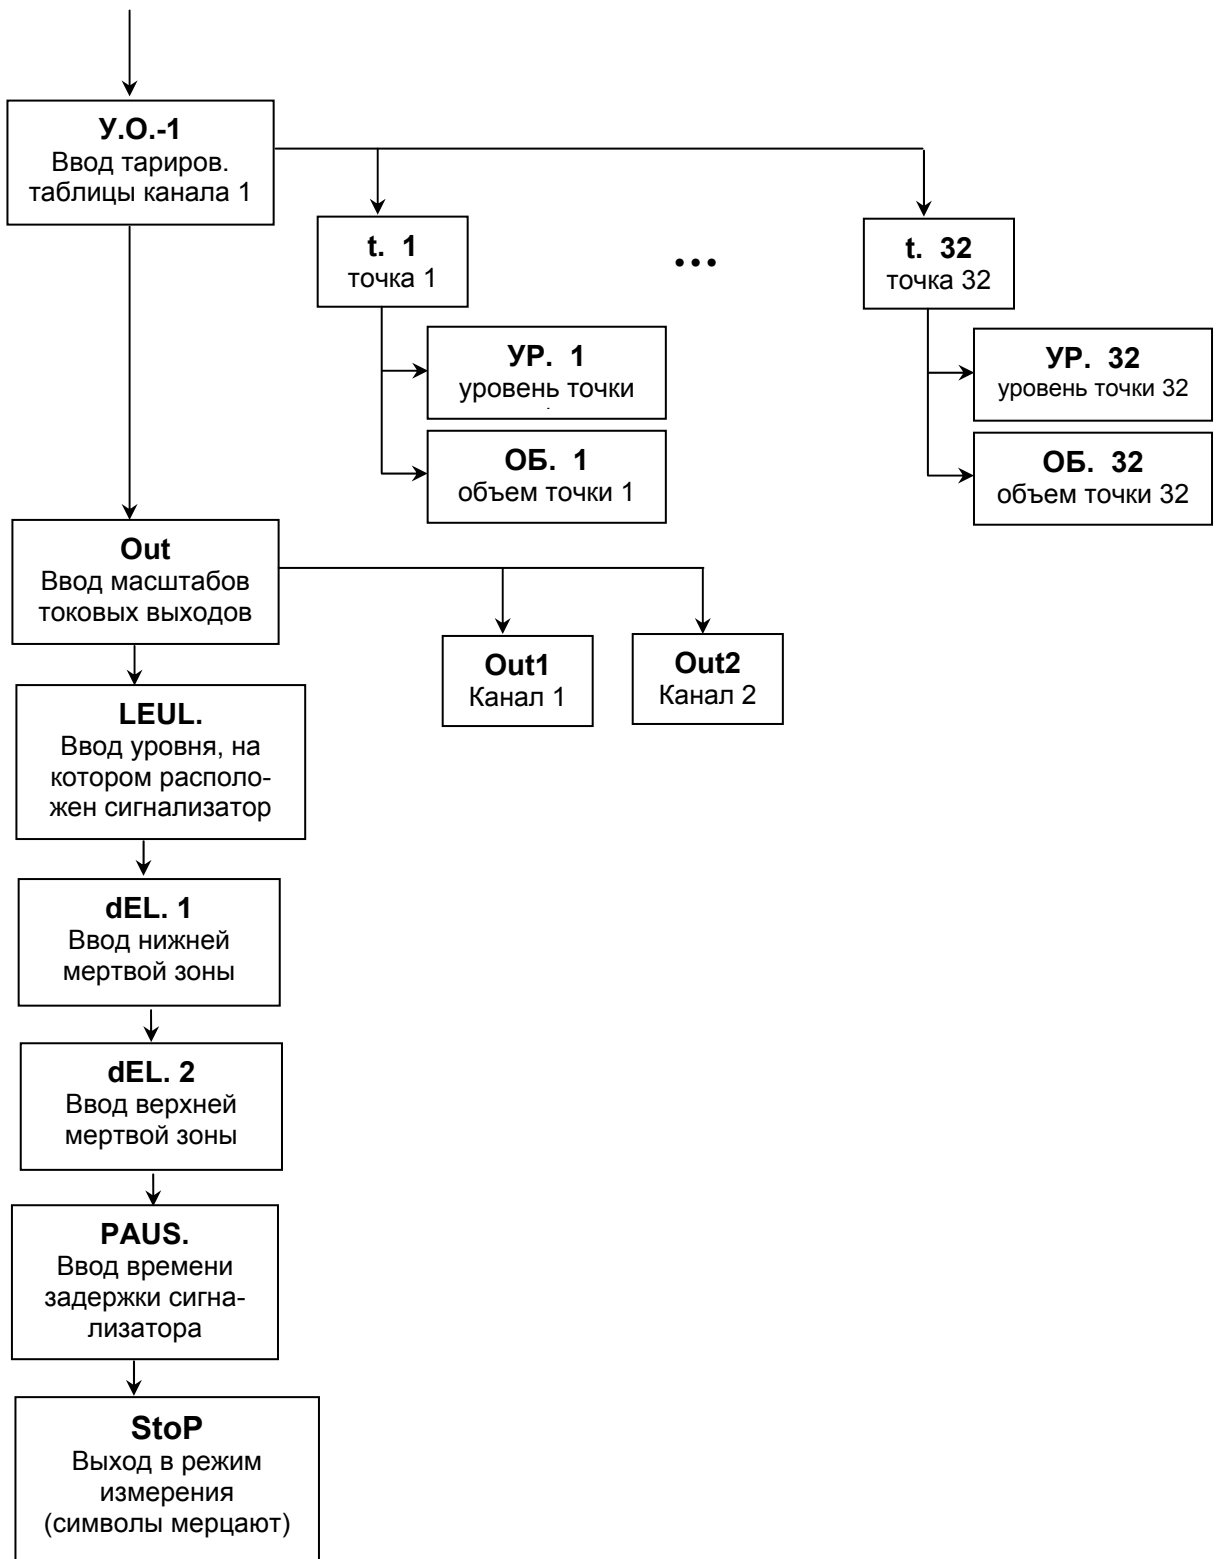 У.О.-1
Ввод тариров.
таблицы канала 1
t. 1
точка 1
...
t. 32
точка 32
УР. 1
уровень точки
УР. 32
уровень точки 32
ОБ. 1
объем точки 1
ОБ. 32
объем точки 32
Out
Ввод масштабов
токовых выходов
Out1
Канал 1
Out2
Канал 2
LEUL.
Ввод уровня, на
котором располо-
жен сигнализатор
dEL. 1
Ввод нижней
мертвой зоны
dEL. 2
Ввод верхней
мертвой зоны
PAUS.
Ввод времени
задержки сигна-
лизатора
StoP
Выход в режим
измерения
(символы мерцают)